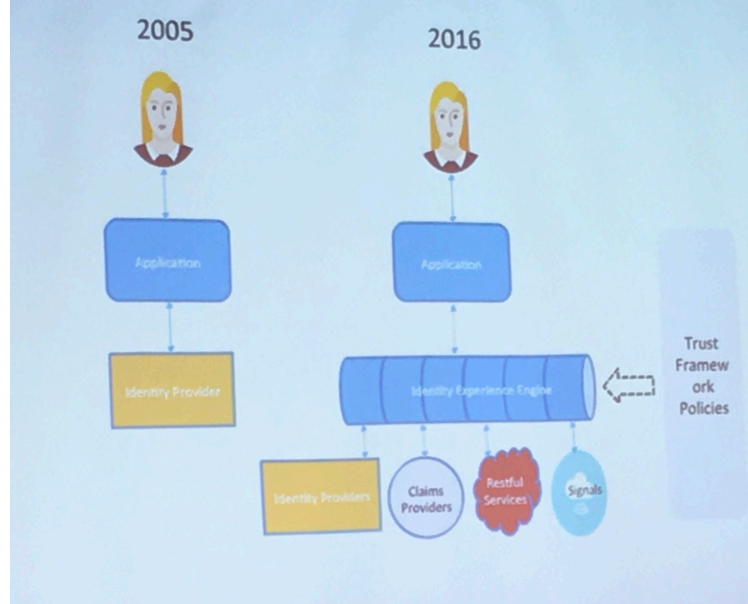 2005
2016
Application
Application
Identity Provider
Identity Experience Engine
Trust
Framew
ork
Policies
Identity Providers
Claims
Providers
Restful
Services
Signals